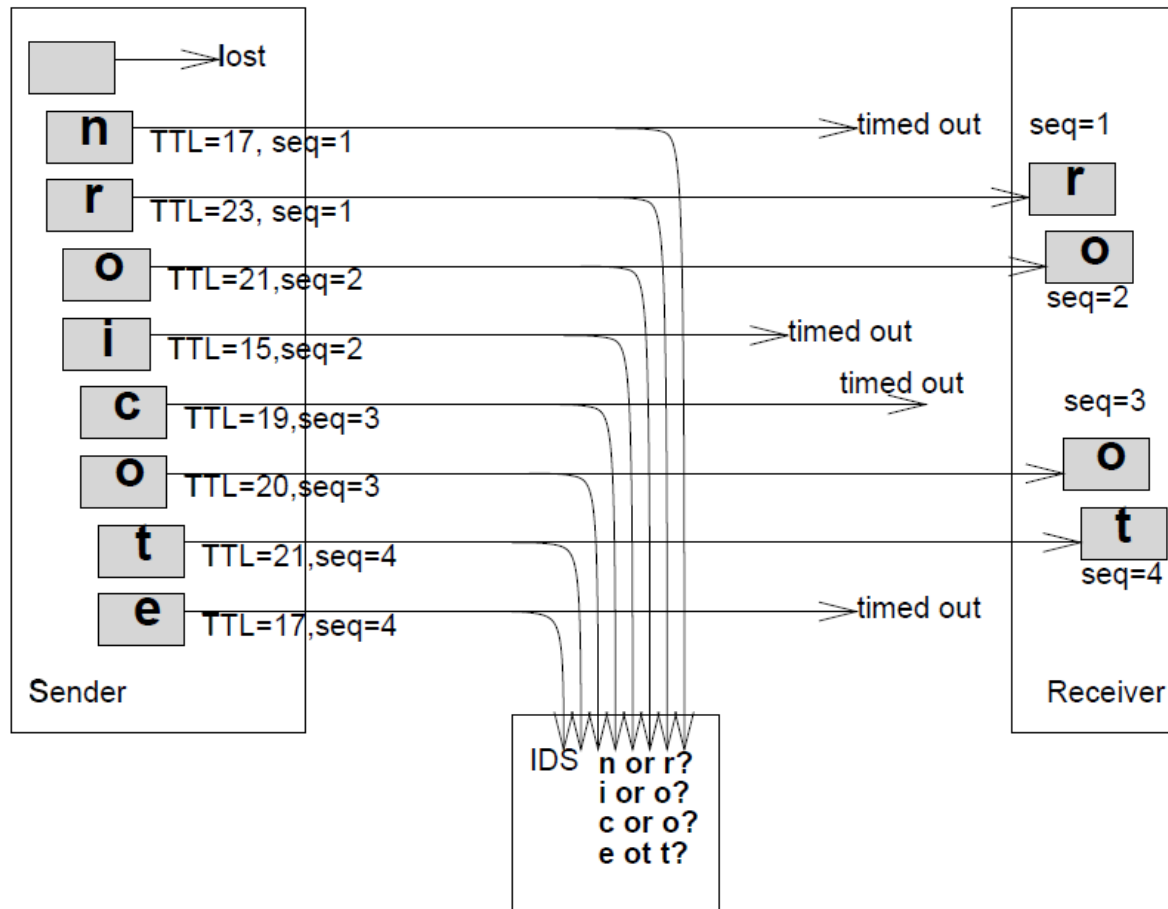 lost
n
TTL=17, seq=1
timed out
seq=1
r
TTL=23, seq=1
r
o
TTL=21,seq=2
o
seq=2
i
TTL=15,seq=2
timed out
c
TTL=19,seq=3
timed out
seq=3
o
TTL=20,seq=3
o
t
TTL=21,seq=4
t
seq=4
e
TTL=17,seq=4
timed out
Sender
Receiver
IDS
n or r?
i or o?
c or o?
e ot t?